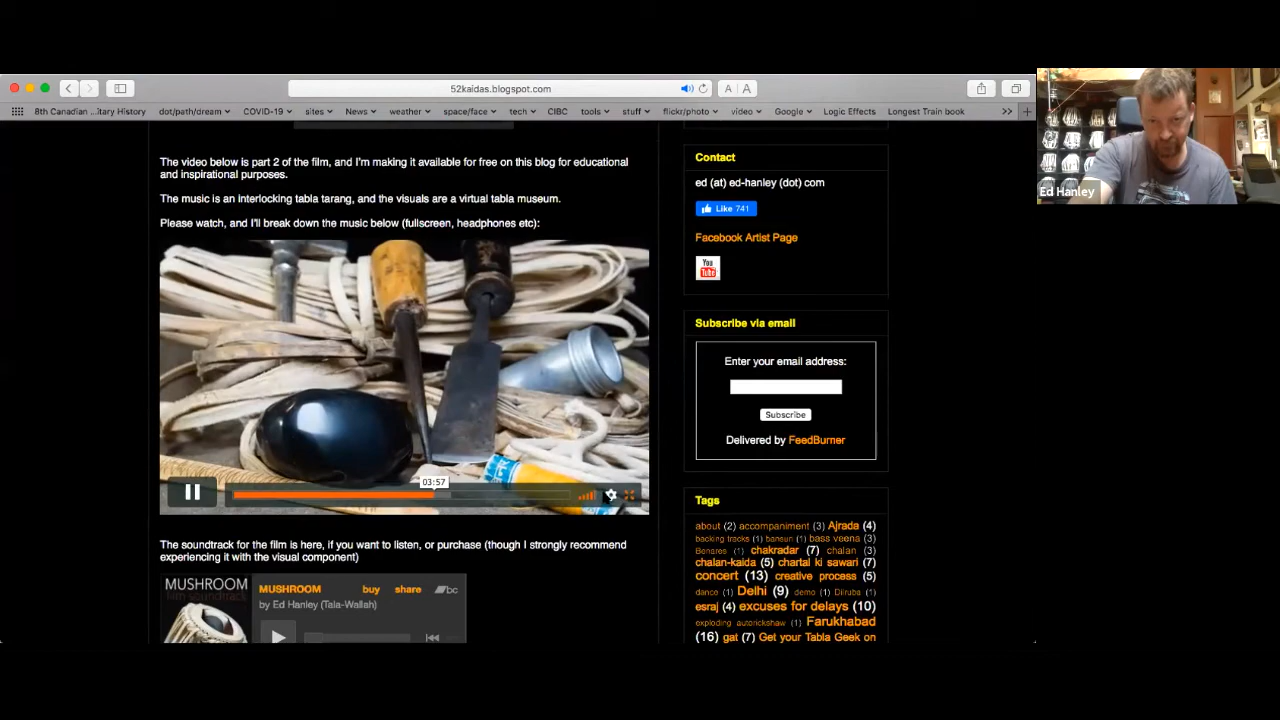 52kaidas.blogspot.com
A A
8th Canadian ...litary History dot/path/dream COVID-19 sites News weather space/face tech CIBC tools stuff flickr/photo video Google Logic Effects Longest Train book
The video below is part 2 of the film, and I'm making it available for free on this blog for educational
and inspirational purposes.
The music is an interlocking tabla tarang, and the visuals are a virtual tabla museum.
Please watch, and I'll break down the music below (fullscreen, headphones etc):
03:57
The soundtrack for the film is here, if you want to listen, or purchase (though I strongly recommend
experiencing it with the visual component)
MUSHROOM
MUSHROOM buy share bc
by Ed Hanley (Tala-Wallah)
Contact
ed (at) ed-hanley (dot) com
Like 741
Facebook Artist Page
You
Tube
Subscribe via email
Enter your email address:
Subscribe
Delivered by FeedBurner
Tags
about (2) accompaniment (3) Ajrada (4)
backing tracks (1) bansuri (1) bass veena (3)
Benares (1) chakradar (7) chalan (3)
chalan-kaida (5) chartal ki sawari (7)
concert (13) creative process (5)
dance (1) Delhi (9) demo (1) Dilruba (1)
esraj (4) excuses for delays (10)
exploding autorickshaw (1) Farukhabad
(16) gat (7) Get your Tabla Geek on
Ed Hanley